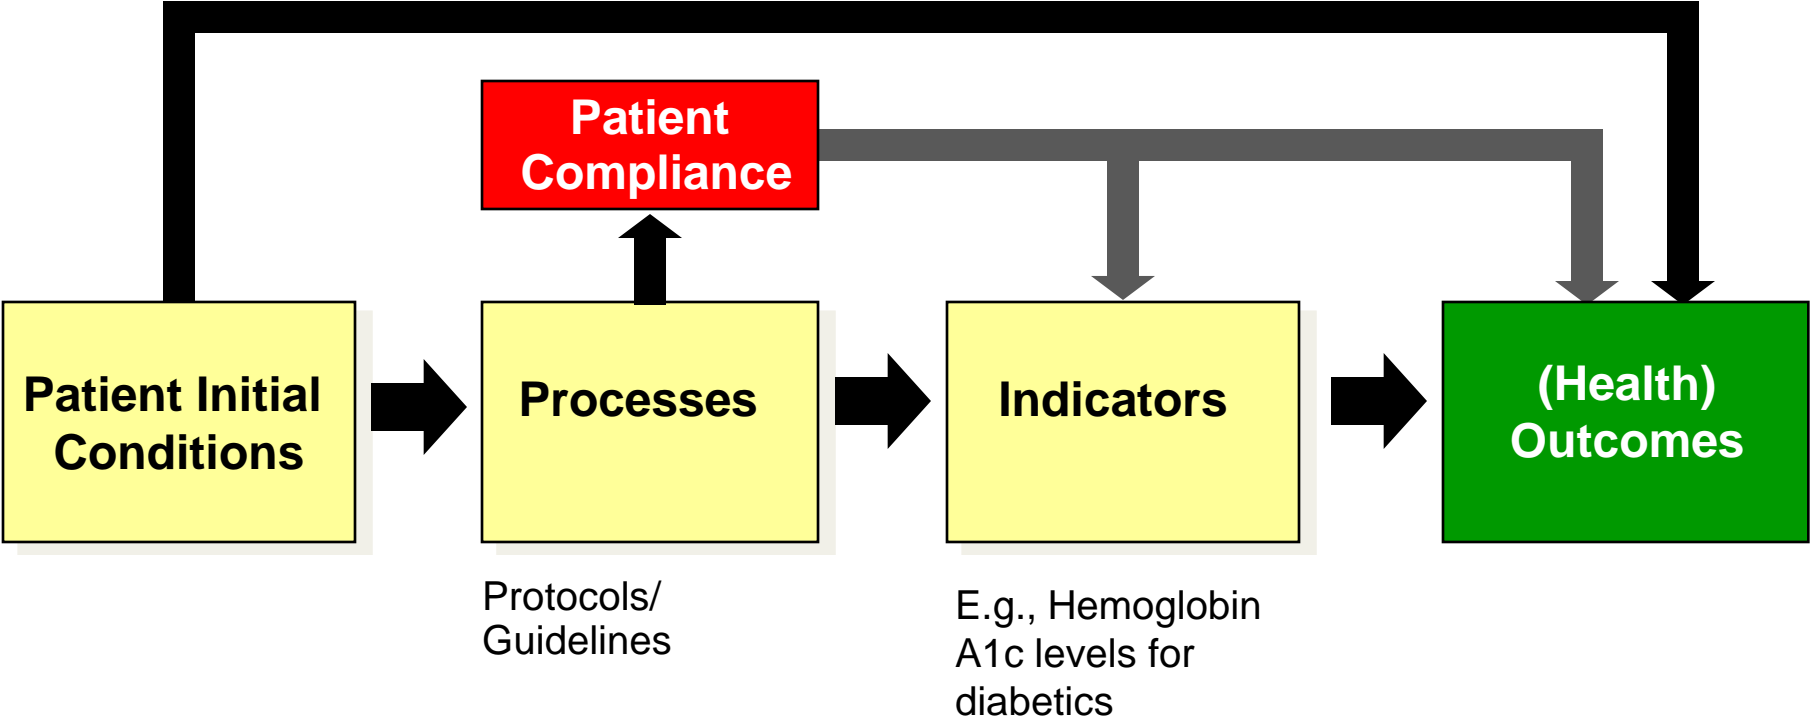 Patient
Compliance
Patient Initial
Conditions
Processes
Indicators
(Health)
Outcomes
Protocols/
Guidelines
E.g., Hemoglobin
A1c levels for
diabetics